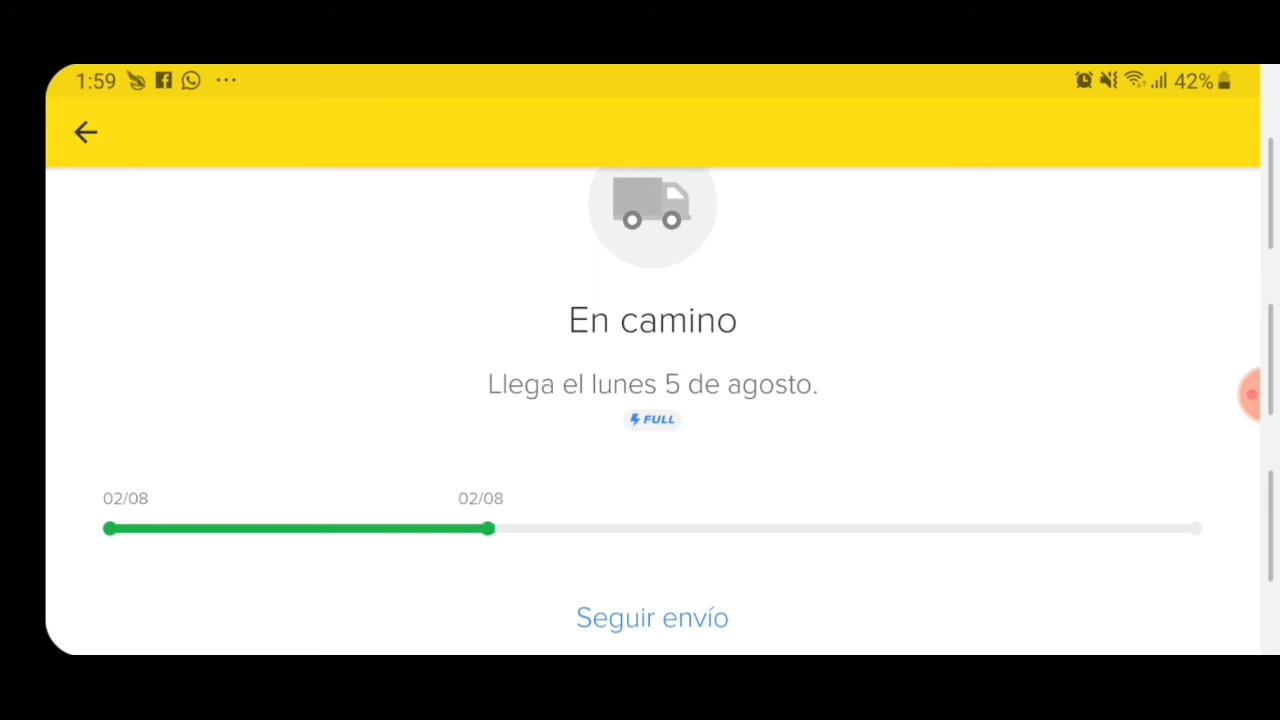 1:59 ... 42%
En camino
Llega el lunes 5 de agosto.
FULL
02/08 02/08
Seguir envío